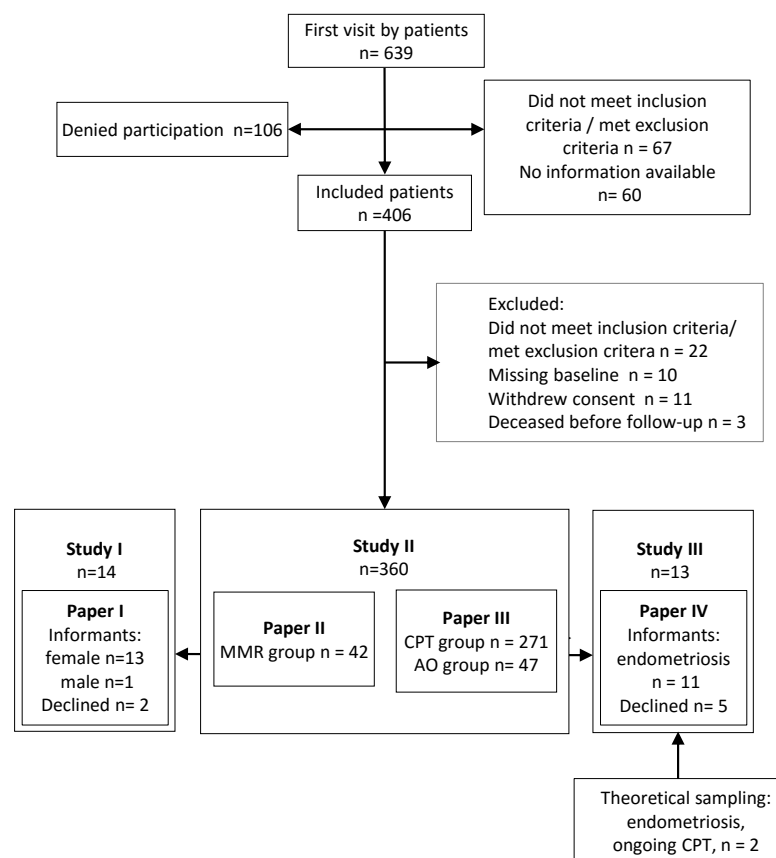 First visit by patients
n= 639
Denied participation  n=106
Did not meet inclusion
criteria / met exclusion
criteria n = 67
No information available
n= 60
Included patients
n =406
Excluded:
Did not meet inclusion criteria/
met exclusion critera n = 22
Missing baseline  n = 10
Withdrew consent  n = 11
Deceased before follow-up n = 3
Study I
n=14
Paper I
Informants:
female n=13
male n=1
Declined n= 2
Study II
n=360
Paper II
MMR group n = 42
Paper III
CPT group n = 271
AO group n = 47
Study III
n=13
Paper IV
Informants:
endometriosis
n = 11
Declined n= 5
Theoretical sampling:
endometriosis,
ongoing CPT, n = 2